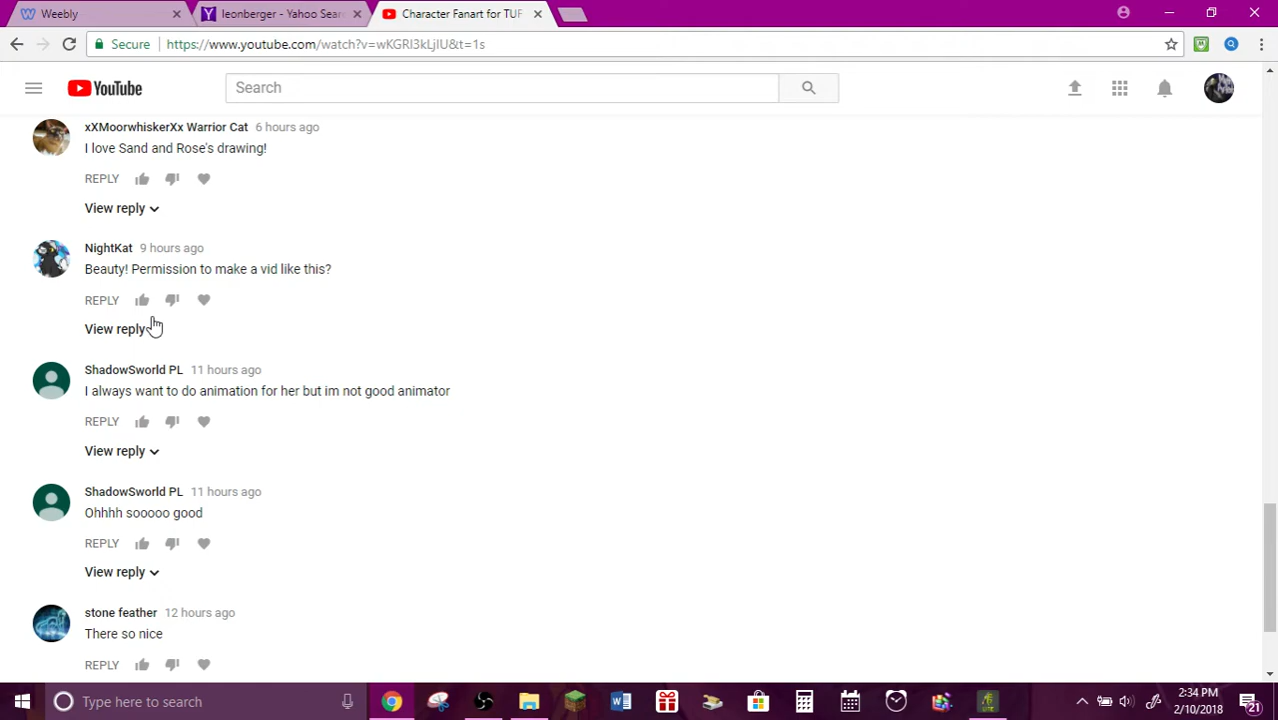 Weebly
leonberger - Yahoo Sear
Character Fanart for TUF
Secure https://www.youtube.com/watch?v=wKGRI3kLjIU&t=1s
YouTube
Search
xXMoorwhiskerXx Warrior Cat 6 hours ago
I love Sand and Rose's drawing!
REPLY
View reply
NightKat 9 hours ago
Beauty! Permission to make a vid like this?
REPLY
View reply
ShadowSworld PL 11 hours ago
I always want to do animation for her but im not good animator
REPLY
View reply
ShadowSworld PL 11 hours ago
Ohhhh sooooo good
REPLY
View reply
stone feather 12 hours ago
There so nice
REPLY
Type here to search
2:34 PM
2/10/2018
21